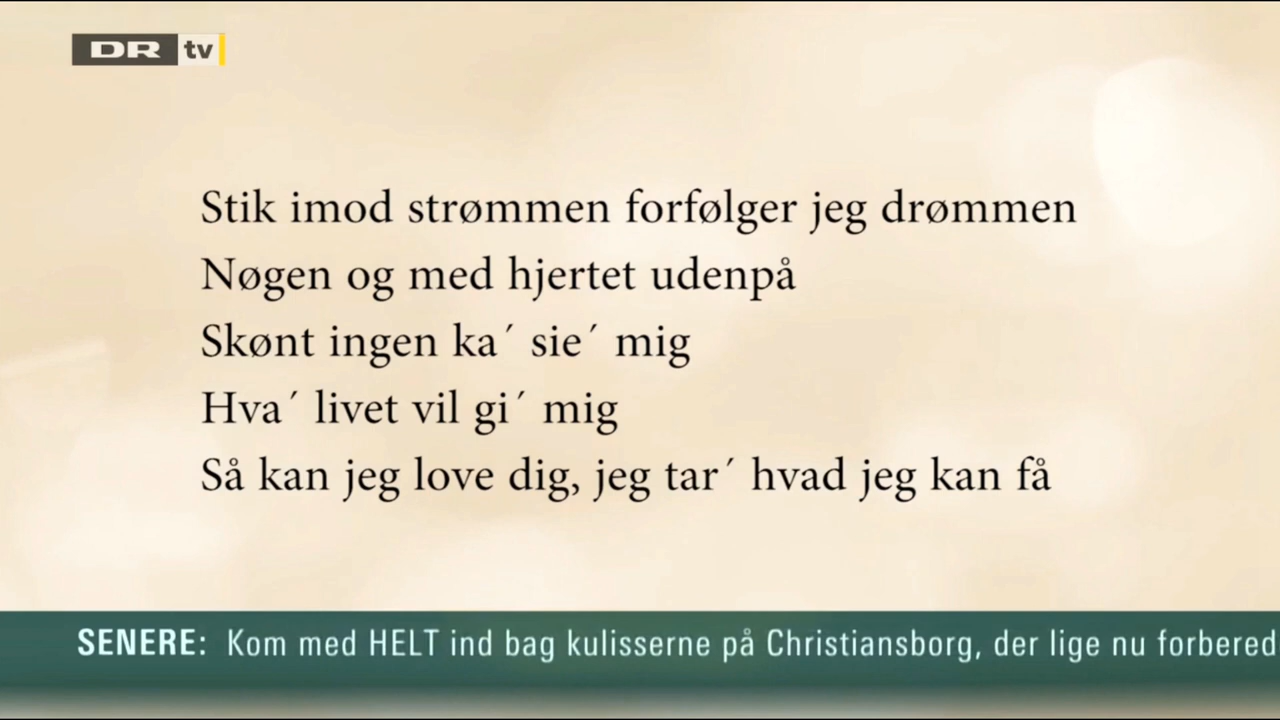 DR tv
Stik imod strømmen forfølger jeg drømmen
Nøgen og med hjertet udenpå
Skønt ingen ka´ sie´ mig
Hva´ livet vil gi´ mig
Så kan jeg love dig, jeg tar´ hvad jeg kan få
SENERE: Kom med HELT ind bag kulisserne på Christiansborg, der lige nu forbered